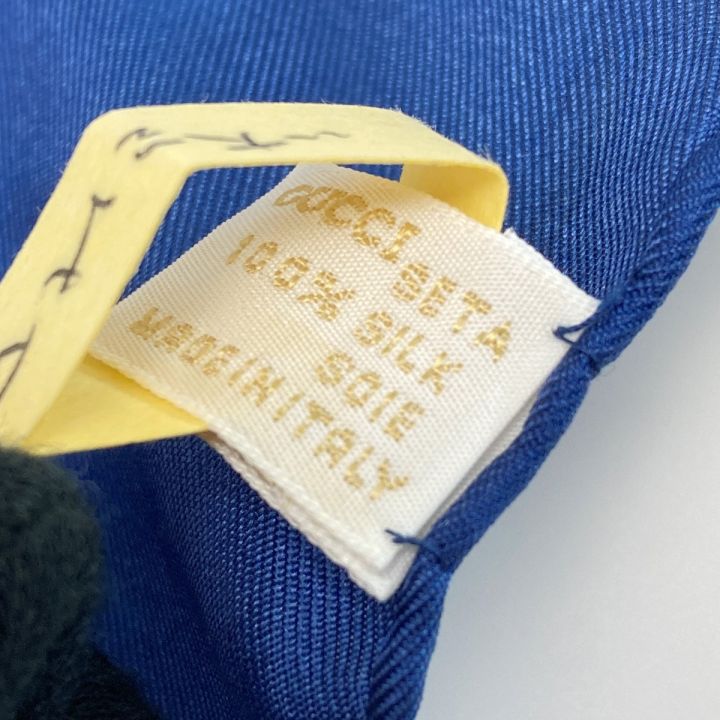 GUCCI
SETA
100% SILK
SOIE
MADE IN ITALY